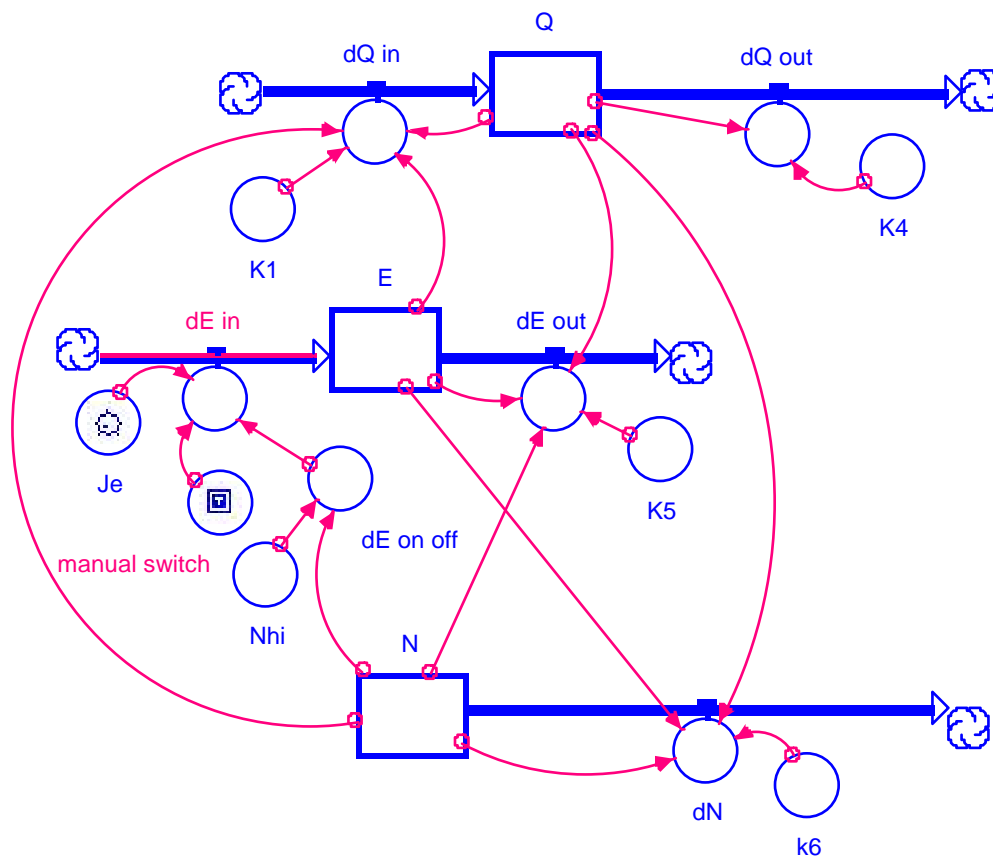 Q
dQ in
dQ out
K1
K4
E
dE in
dE out
Je
K5
dE on off
manual switch
Nhi
N
dN
k6